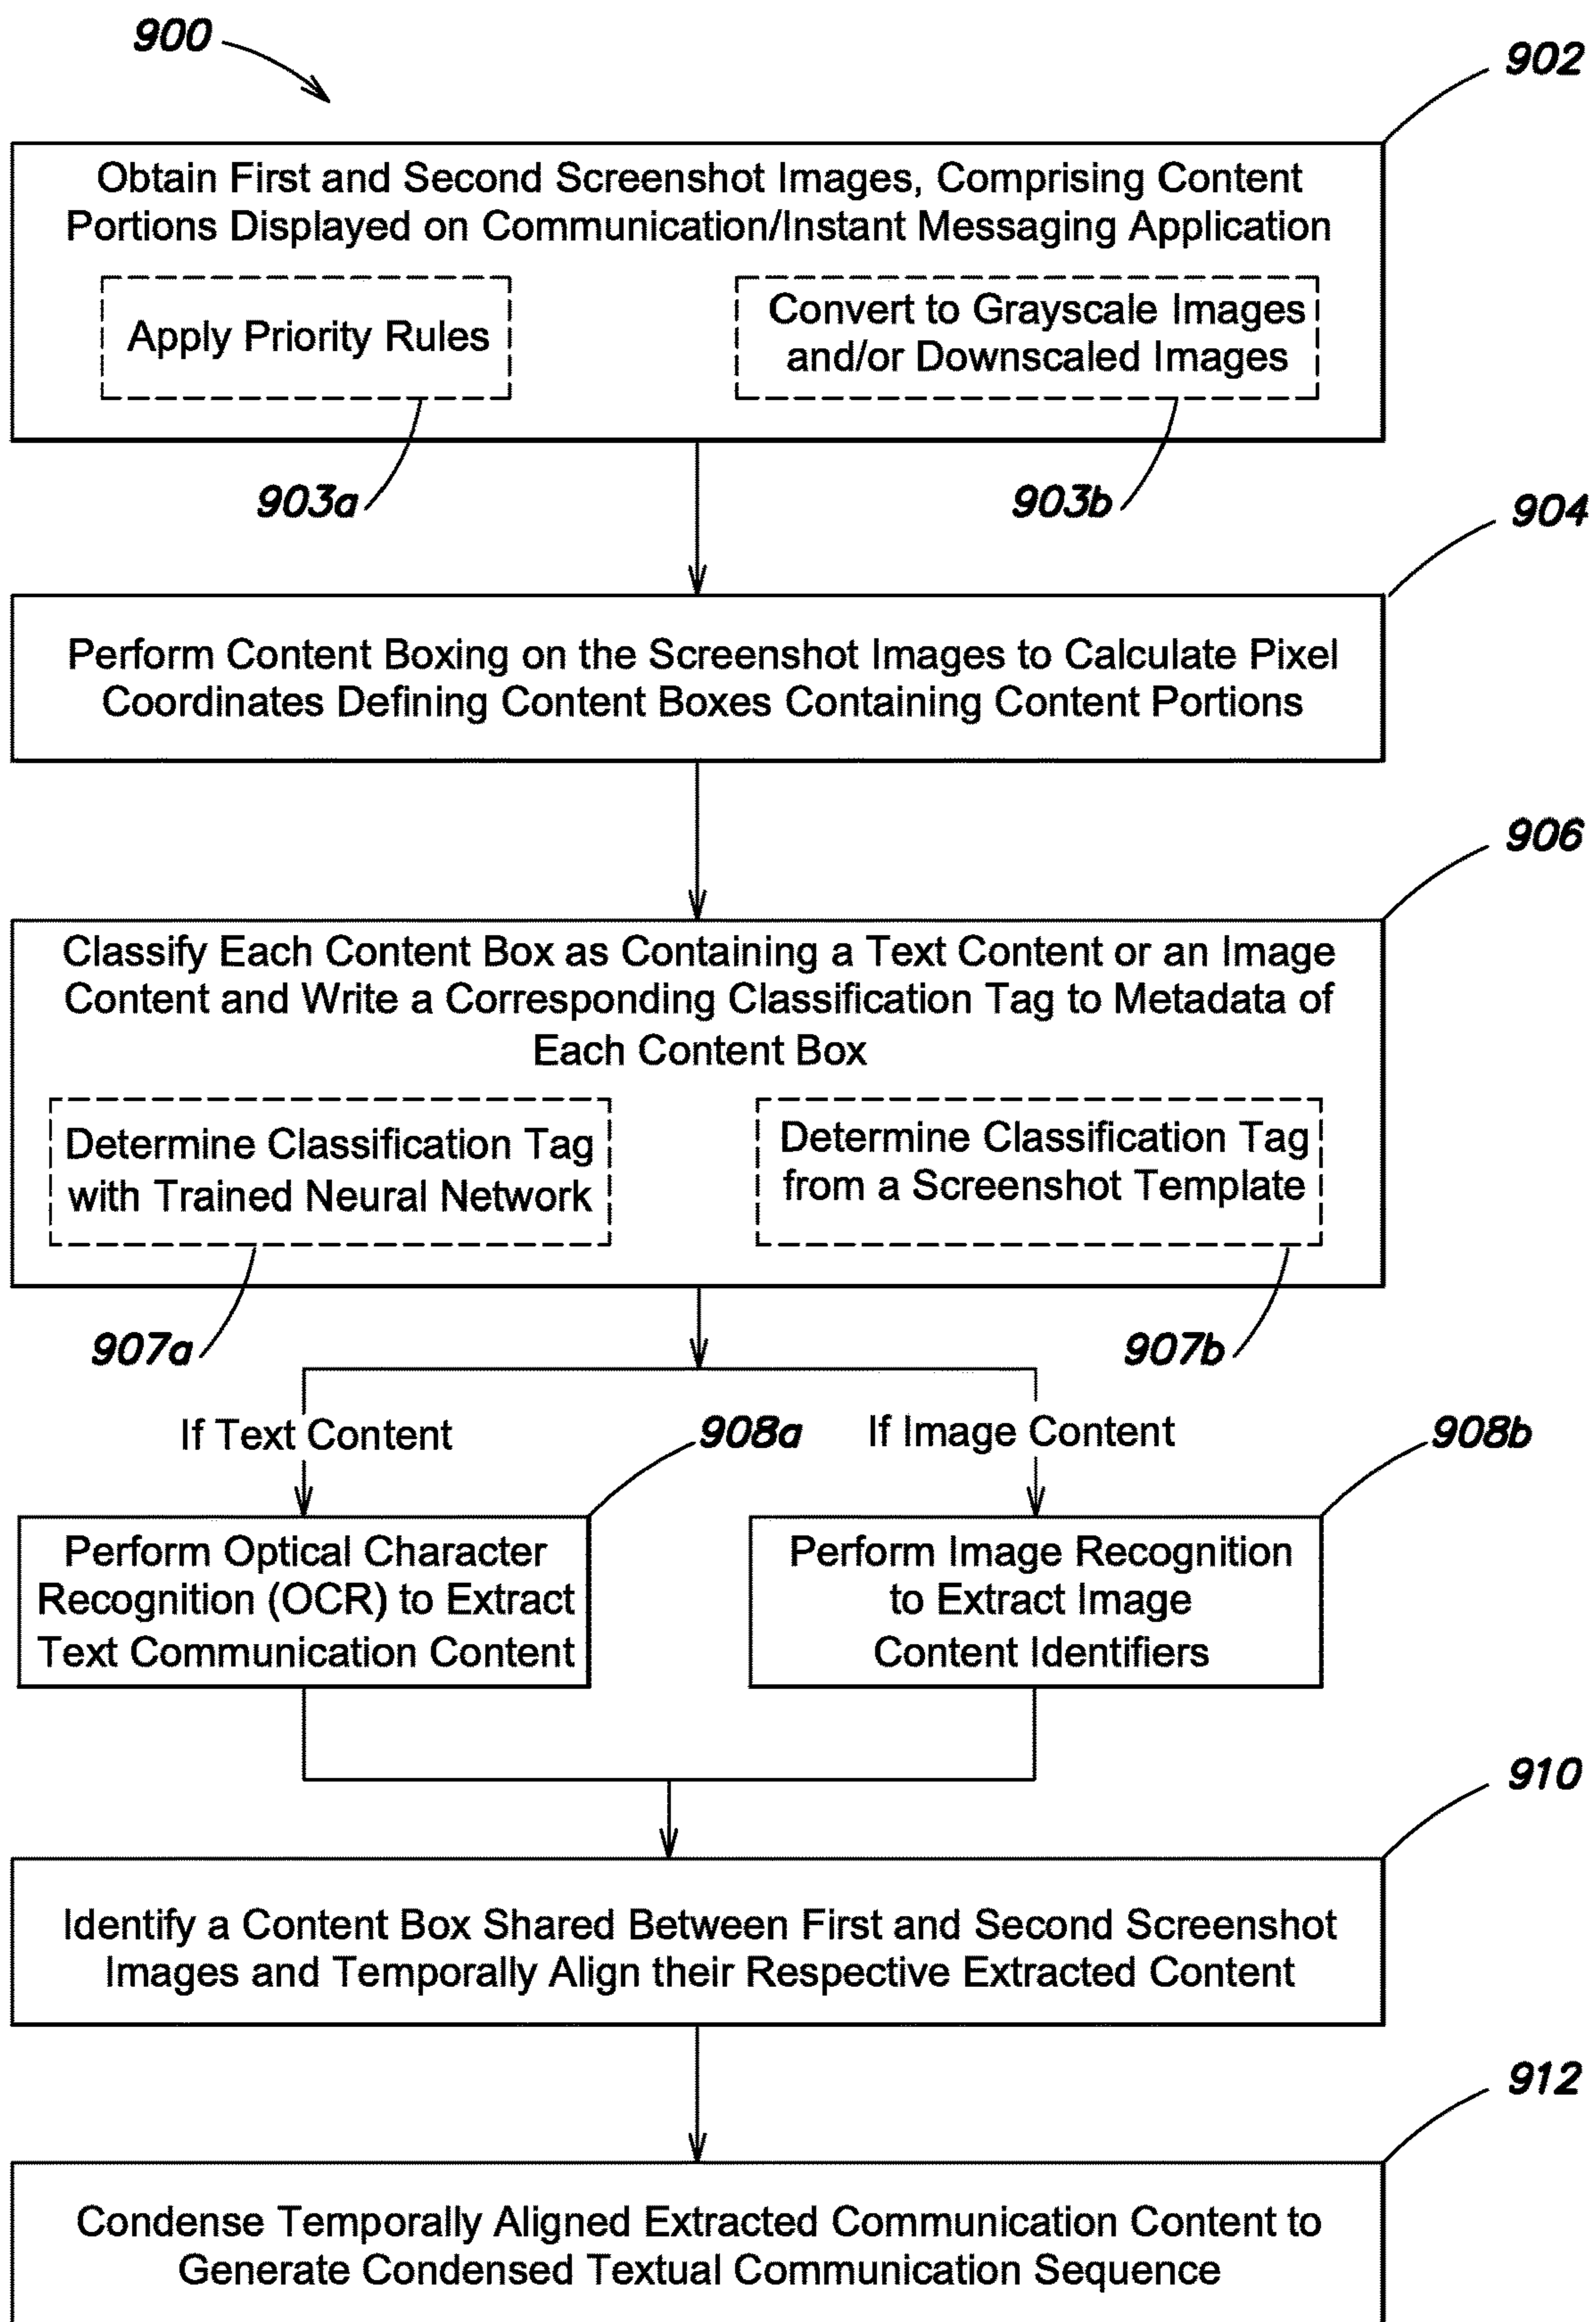 900
902
Obtain First and Second Screenshot Images, Comprising Content
Portions Displayed on Communication/Instant Messaging Application
Apply Priority Rules
Convert to Grayscale Images
and/or Downscaled Images
903a
903b
904
Perform Content Boxing on the Screenshot Images to Calculate Pixel
Coordinates Defining Content Boxes Containing Content Portions
906
Classify Each Content Box as Containing a Text Content or an Image
Content and Write a Corresponding Classification Tag to Metadata of
Each Content Box
Determine Classification Tag
with Trained Neural Network
Determine Classification Tag
from a Screenshot Template
907a
907b
If Text Content
908a
If Image Content
908b
Perform Optical Character
Recognition (OCR) to Extract
Text Communication Content
Perform Image Recognition
to Extract Image
Content Identifiers
910
Identify a Content Box Shared Between First and Second Screenshot
Images and Temporally Align their Respective Extracted Content
912
Condense Temporally Aligned Extracted Communication Content to
Generate Condensed Textual Communication Sequence